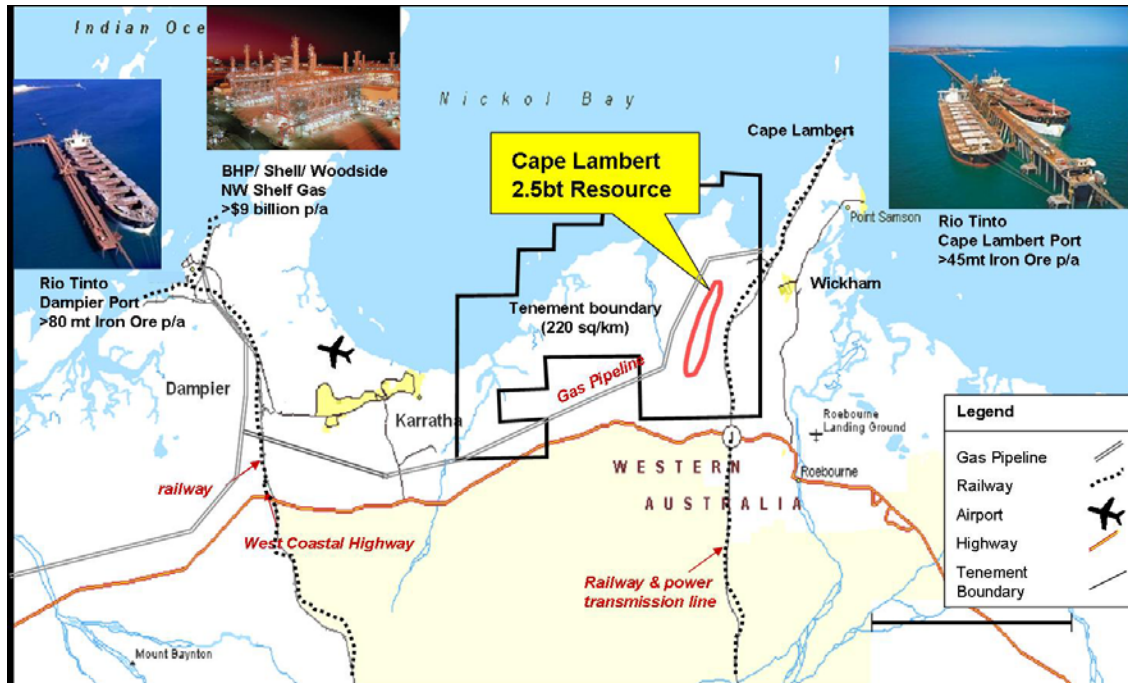 Indian Oce
Nickol Bay
BHP/ Shell/ Woodside
NW Shelf Gas
>$9 billion p/a
Cape Lambert
2.5bt Resource
Cape Lambert
Point Samson
Rio Tinto
Cape Lambert Port
>45mt Iron Ore p/a
Rio Tinto
Dampier Port
>80 mt Iron Ore p/a
Tenement boundary
(220 sq/km)
Wickham
Gas Pipeline
Dampier
Karratha
Roebourne
Landing Ground
WESTERN
AUSTRALIA
Roebourne
railway
West Coastal Highway
Railway & power
transmission line
Mount Baynton
Legend
Gas Pipeline
Railway
Airport
Highway
Tenement
Boundary